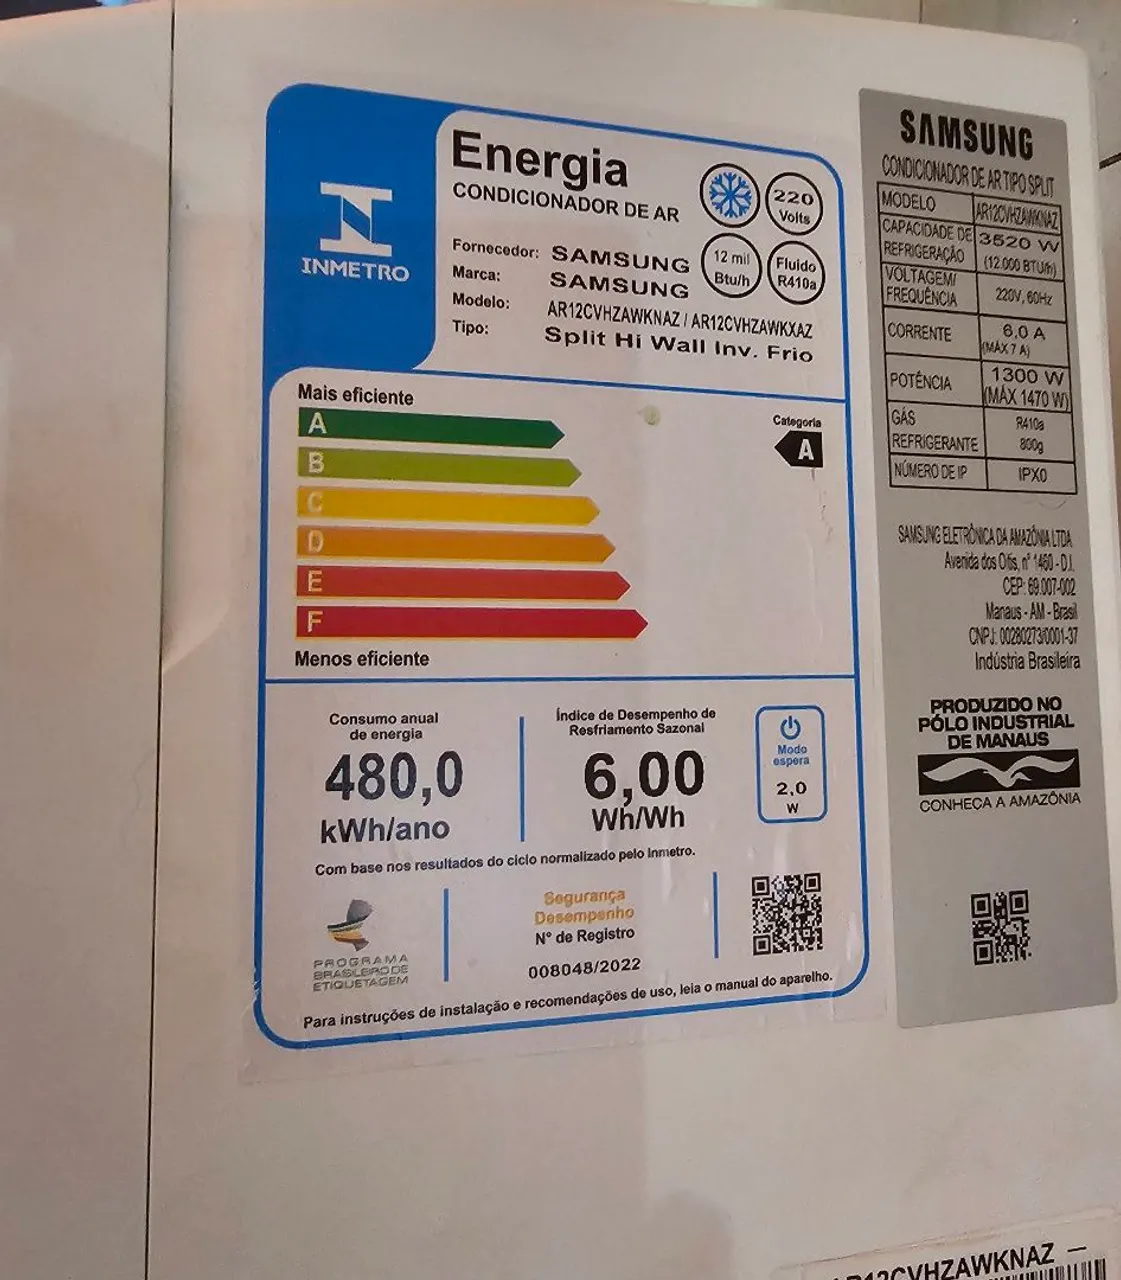 INMETRO
Energia
CONDICIONADOR DE AR
220
Volts
12 mil
Btu/h
Fluido
R410a
Fornecedor: SAMSUNG
Marca: SAMSUNG
Modelo: AR12CVHZAWKNAZ / AR12CVHZAWKXAZ
Tipo: Split Hi Wall Inv. Frio
Mais eficiente
A
B
C
D
E
F
Menos eficiente
Categoria
A
Consumo anual
de energia
480,0
kWh/ano
Índice de Desempenho de
Resfriamento Sazonal
6,00
Wh/Wh
Modo
espera
2,0
W
Com base nos resultados do ciclo normalizado pelo Inmetro.
PROGRAMA
BRASILEIRO DE
ETIQUETAGEM
Segurança
Desempenho
N° de Registro
008048/2022
Para instruções de instalação e recomendações de uso, leia o manual do aparelho.
SAMSUNG
CONDICIONADOR DE AR TIPO SPLIT
MODELO AR12CVHZAWKNAZ
CAPACIDADE DE REFRIGERAÇÃO 3520 W
(12.000 BTU/h)
VOLTAGEM/
FREQUÊNCIA 220V, 60Hz
CORRENTE 6,0 A
(MÁX 7 A)
POTÊNCIA 1300 W
(MÁX 1470 W)
GÁS REFRIGERANTE R410a
800g
NÚMERO DE IP IPX0
SAMSUNG ELETRÔNICA DA AMAZÔNIA LTDA
Avenida dos Oitis, n° 1460 - D.I.
CEP: 69.007-002
Manaus - AM - Brasil
CNPJ: 00280273/0001-37
Indústria Brasileira
PRODUZIDO NO
PÓLO INDUSTRIAL
DE MANAUS
CONHEÇA A AMAZÔNIA
AR12CVHZAWKNAZ